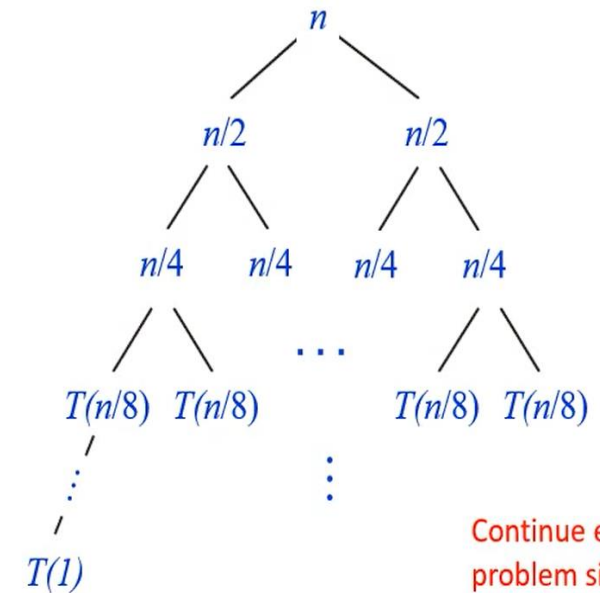 n
n/2 n/2
n/4 n/4 n/4 n/4
...
T(n/8) T(n/8) T(n/8) T(n/8)
T(1)
Continue
problem